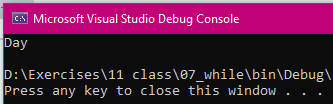 Microsoft Visual Studio Debug Console
Day
D:\Exercises\11 class\07_while\bin\Debug\
Press any key to close this window . . .